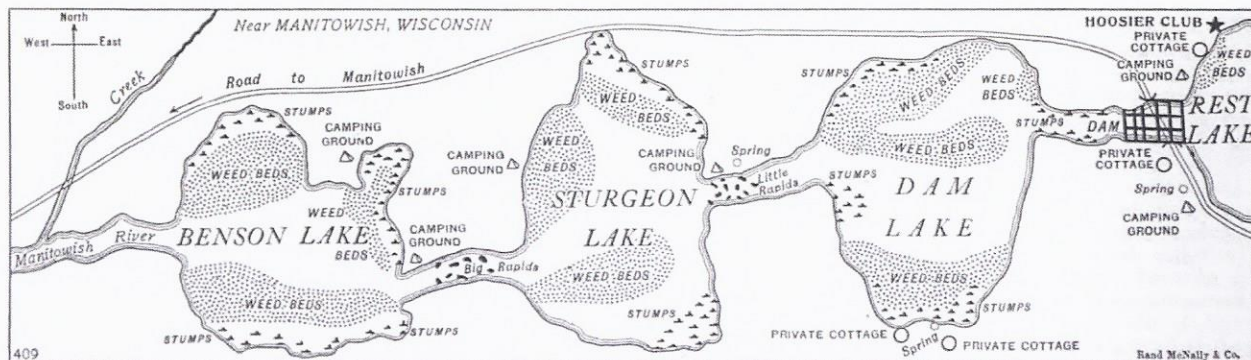 North
West
East
South
Near MANITOWISH, WISCONSIN
HOOSIER CLUB
PRIVATE
COTTAGE
CAMPING
GROUND
WEED
BEDS
Creek
Road to Manitowish
STUMPS
STUMPS
WEED BEDS
CAMPING
GROUND
STUMPS
WEED
BEDS
CAMPING
GROUND
WEED
BEDS
WEED
BEDS
STUMPS
CAMPING
GROUND
Spring
Little
Rapids
STUMPS
WEED BEDS
WEED
BEDS
WEED
BEDS
STUMPS
DAM
REST
LAKE
PRIVATE
COTTAGE
Spring
CAMPING
GROUND
Manitowish River
BENSON LAKE
WEED
BEDS
CAMPING
GROUND
Big Rapids
STURGEON
LAKE
STUMPS
DAM
LAKE
WEED BEDS
STUMPS
STUMPS
WEED BEDS
STUMPS
WEED BEDS
STUMPS
STUMPS
PRIVATE
COTTAGE
Spring
PRIVATE
COTTAGE
409
Rand McNally & Co.